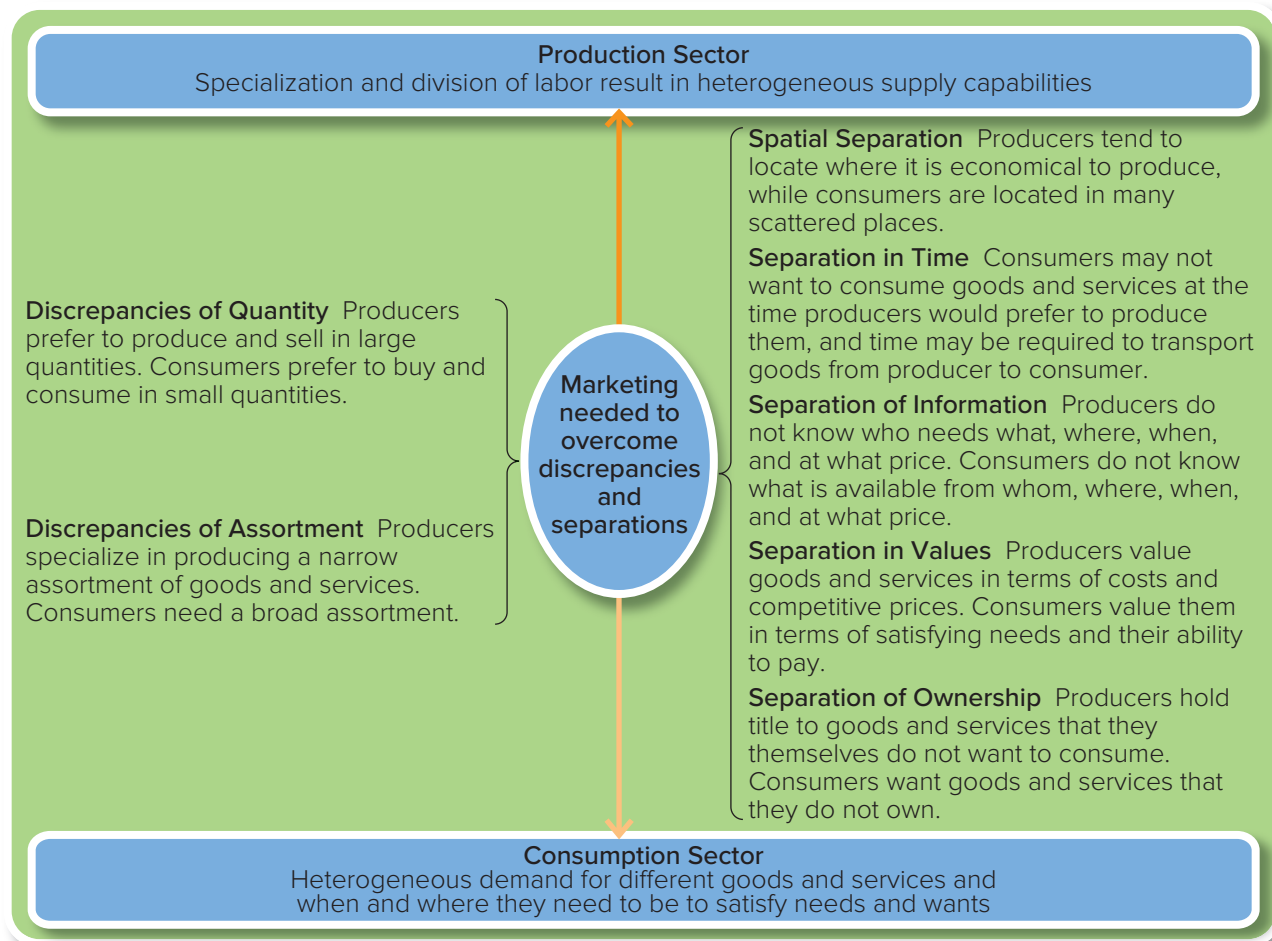 Production Sector
Specialization and division of labor result in heterogeneous supply capabilities
Discrepancies of Quantity Producers
prefer to produce and sell in large
quantities. Consumers prefer to buy and
consume in small quantities.
Discrepancies of Assortment Producers
specialize in producing a narrow
assortment of goods and services.
Consumers need a broad assortment.
Marketing
needed to
overcome
discrepancies
and
separations
Spatial Separation Producers tend to
locate where it is economical to produce,
while consumers are located in many
scattered places.
Separation in Time Consumers may not
want to consume goods and services at the
time producers would prefer to produce
them, and time may be required to transport
goods from producer to consumer.
Separation of Information Producers do
not know who needs what, where, when,
and at what price. Consumers do not know
what is available from whom, where, when,
and at what price.
Separation in Values Producers value
goods and services in terms of costs and
competitive prices. Consumers value them
in terms of satisfying needs and their ability
to pay.
Separation of Ownership Producers hold
title to goods and services that they
themselves do not want to consume.
Consumers want goods and services that
they do not own.
Consumption Sector
Heterogeneous demand for different goods and services and
when and where they need to be to satisfy needs and wants